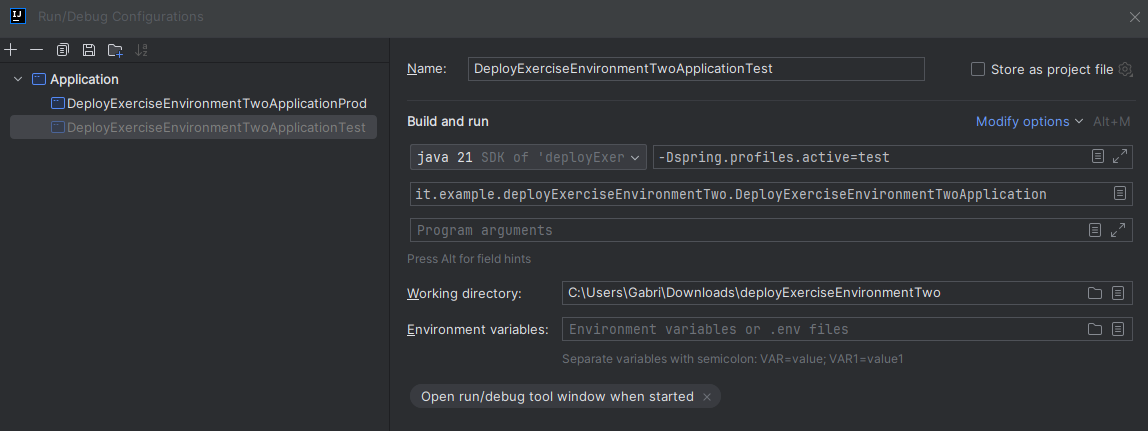 IJ
Run/Debug Configurations
Application
DeployExerciseEnvironmentTwoApplicationProd
DeployExerciseEnvironmentTwoApplicationTest
Name: DeployExerciseEnvironmentTwoApplicationTest Store as project file
Build and run Modify options Alt+M
java 21 SDK of 'deployExer -Dspring.profiles.active=test
it.example.deployExerciseEnvironmentTwo.DeployExerciseEnvironmentTwoApplication
Program arguments
Press Alt for field hints
Working directory: C:\Users\Gabri\Downloads\deployExerciseEnvironmentTwo
Environment variables: Environment variables or .env files
Separate variables with semicolon: VAR=value; VAR1=value1
Open run/debug tool window when started